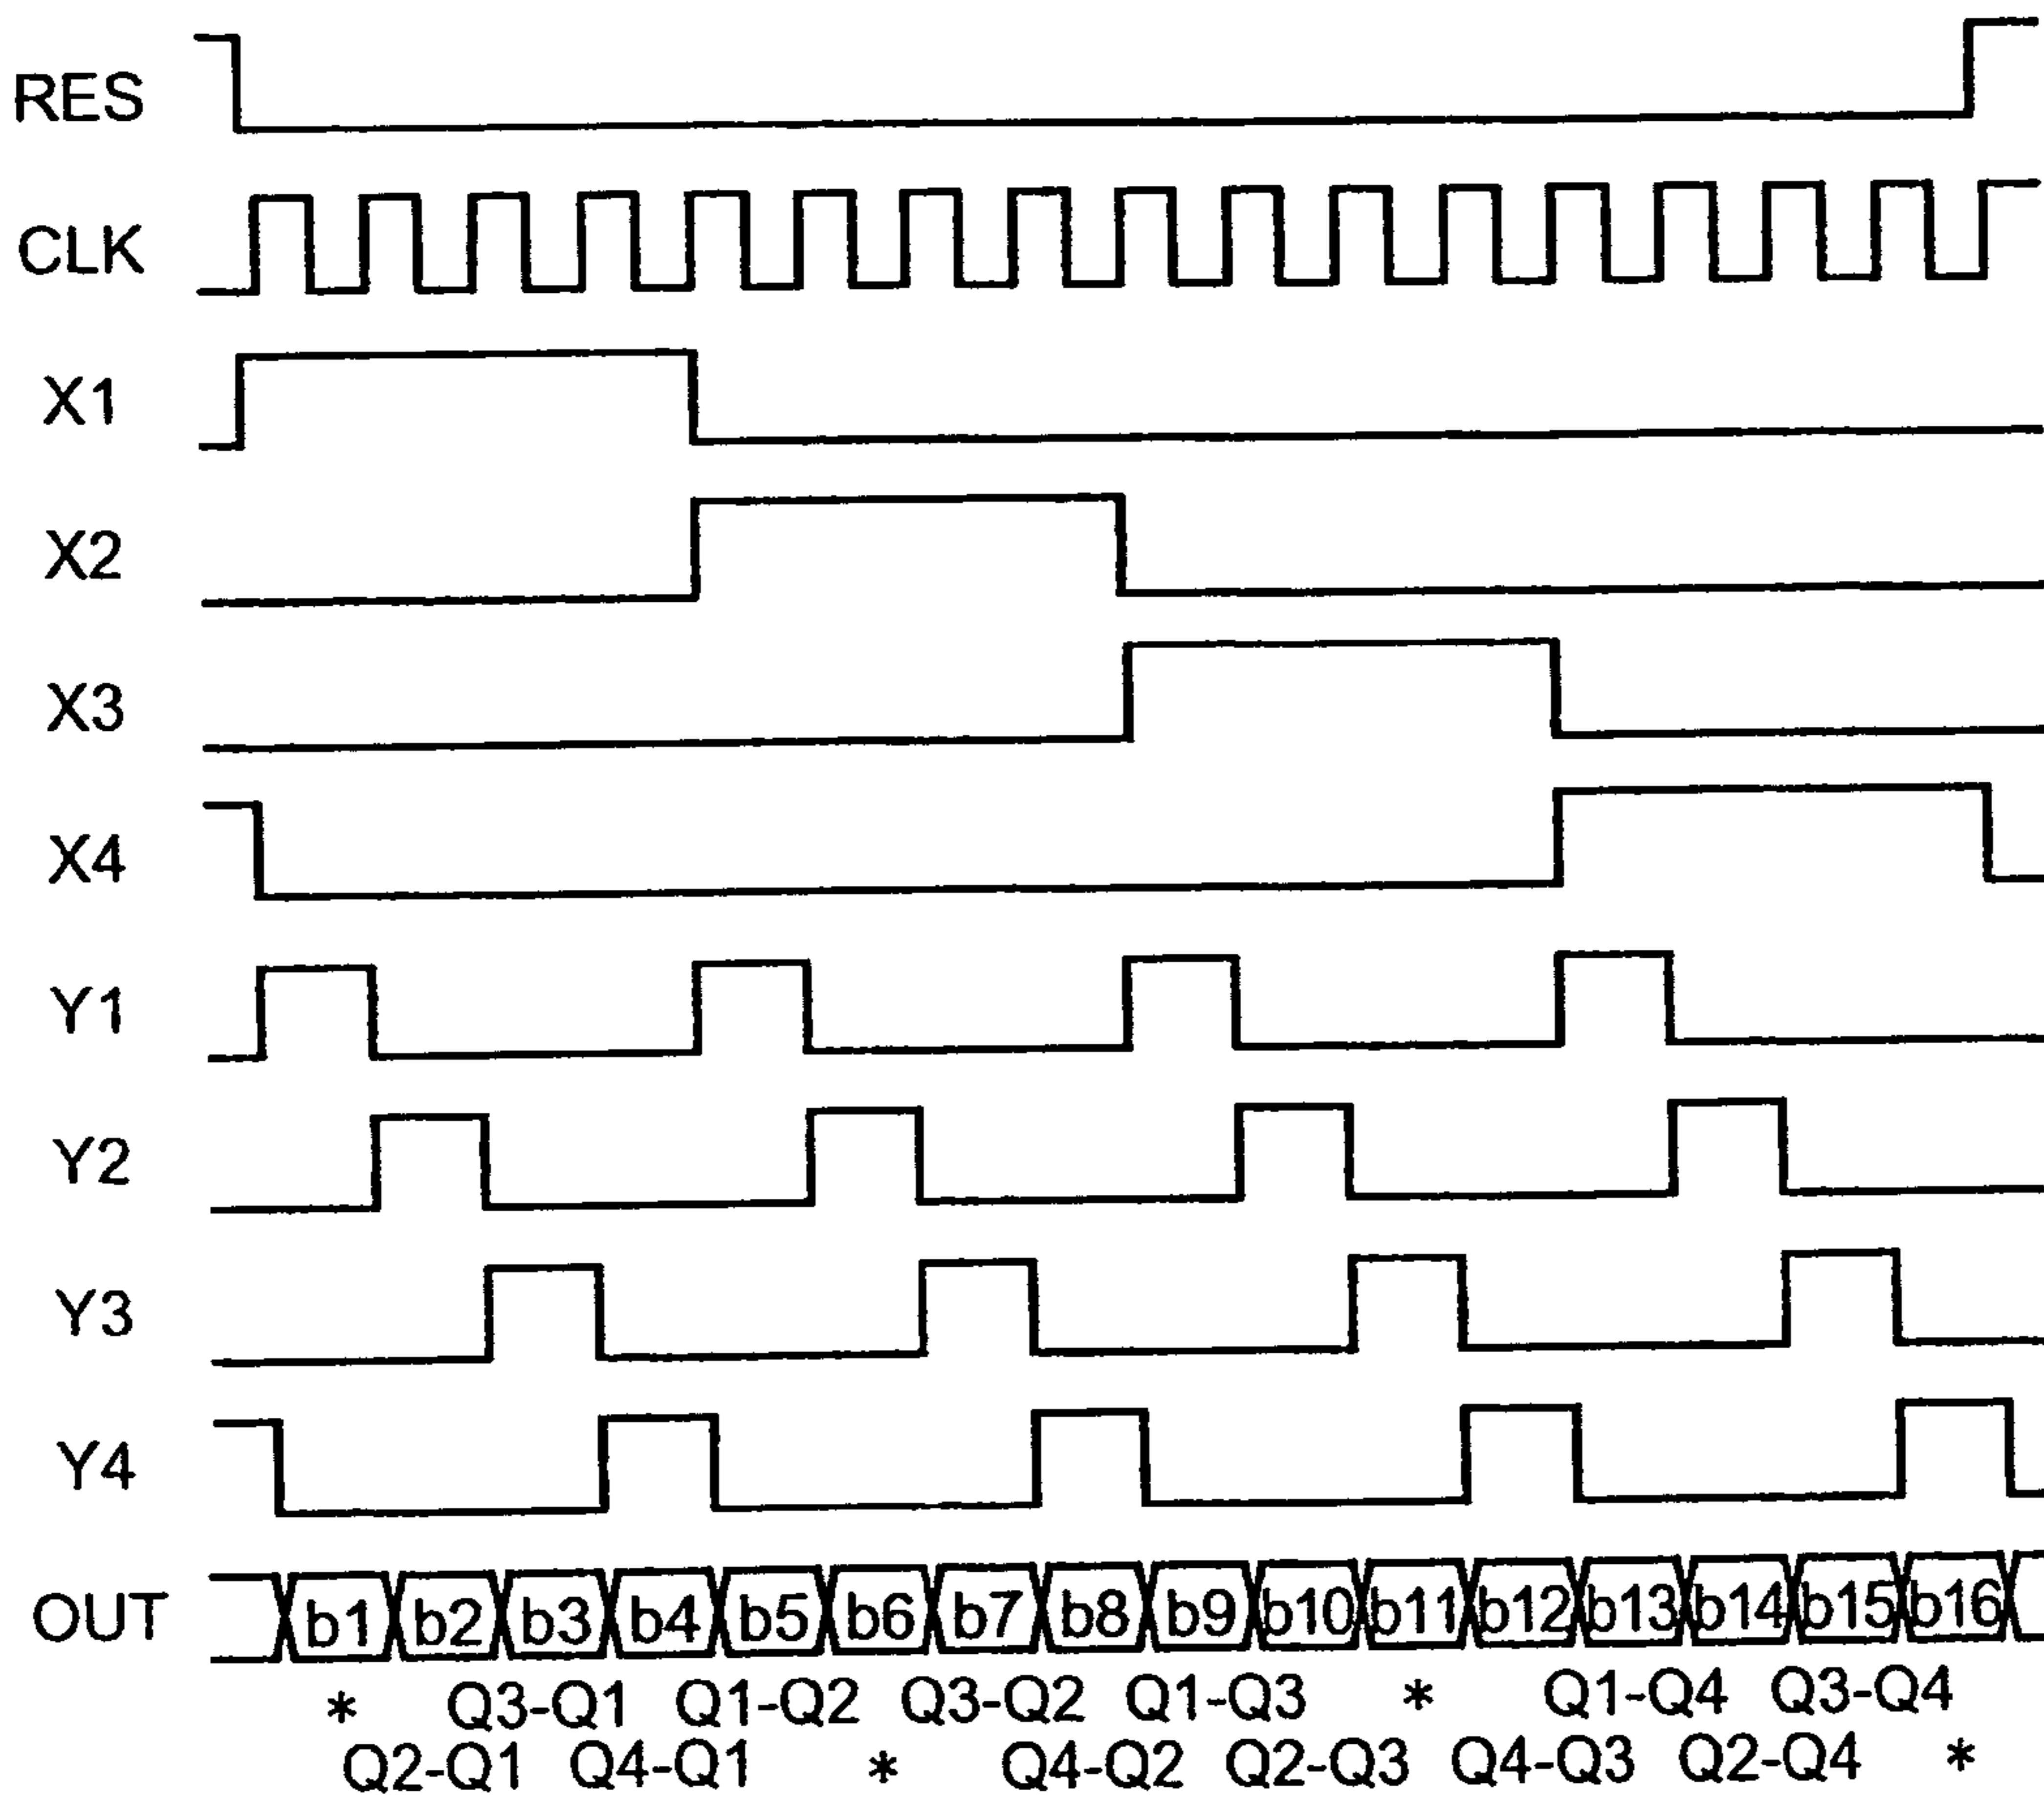 RES
CLK
X1
X2
X3
X4
Y1
Y2
Y3
Y4
OUT b1 b2 b3 b4 b5 b6 b7 b8 b9 b10 b11 b12 b13 b14 b15 b16
* Q3-Q1 Q1-Q2 Q3-Q2 Q1-Q3 * Q1-Q4 Q3-Q4
Q2-Q1 Q4-Q1 * Q4-Q2 Q2-Q3 Q4-Q3 Q2-Q4 *